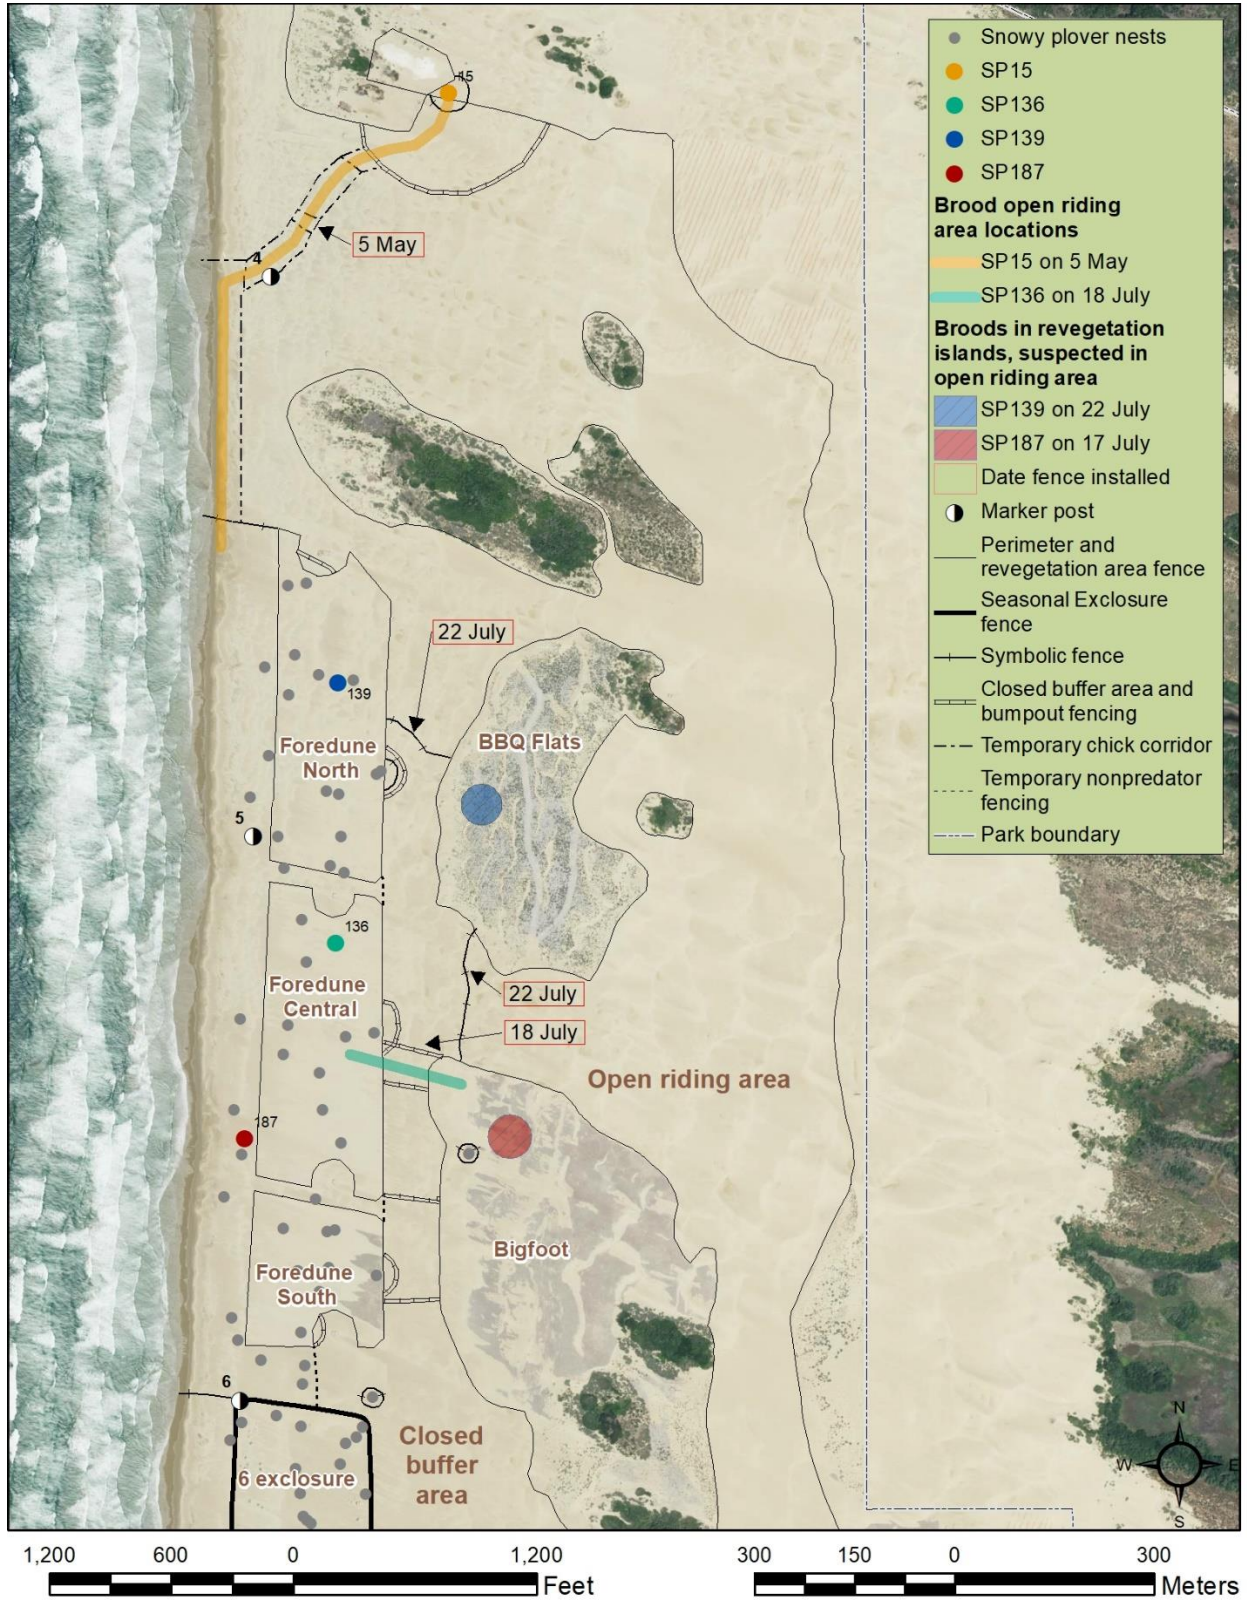 Snowy plover nests
SP15
SP136
SP139
SP187
Brood open riding
area locations
SP15 on 5 May
SP136 on 18 July
Broods in revegetation
islands, suspected in
open riding area
SP139 on 22 July
SP187 on 17 July
Date fence installed
Marker post
Perimeter and
revegetation area fence
Seasonal Exclosure
fence
Symbolic fence
Closed buffer area and
bumpout fencing
Temporary chick corridor
Temporary nonpredator
fencing
Park boundary
15
5 May
4
22 July
139
Foredune
North
BBQ Flats
5
136
Foredune
Central
22 July
18 July
Open riding area
187
Bigfoot
Foredune
South
6
Closed
buffer
area
6 exclosure
N
W E
S
1,200 600 0 1,200
Feet
300 150 0 300
Meters